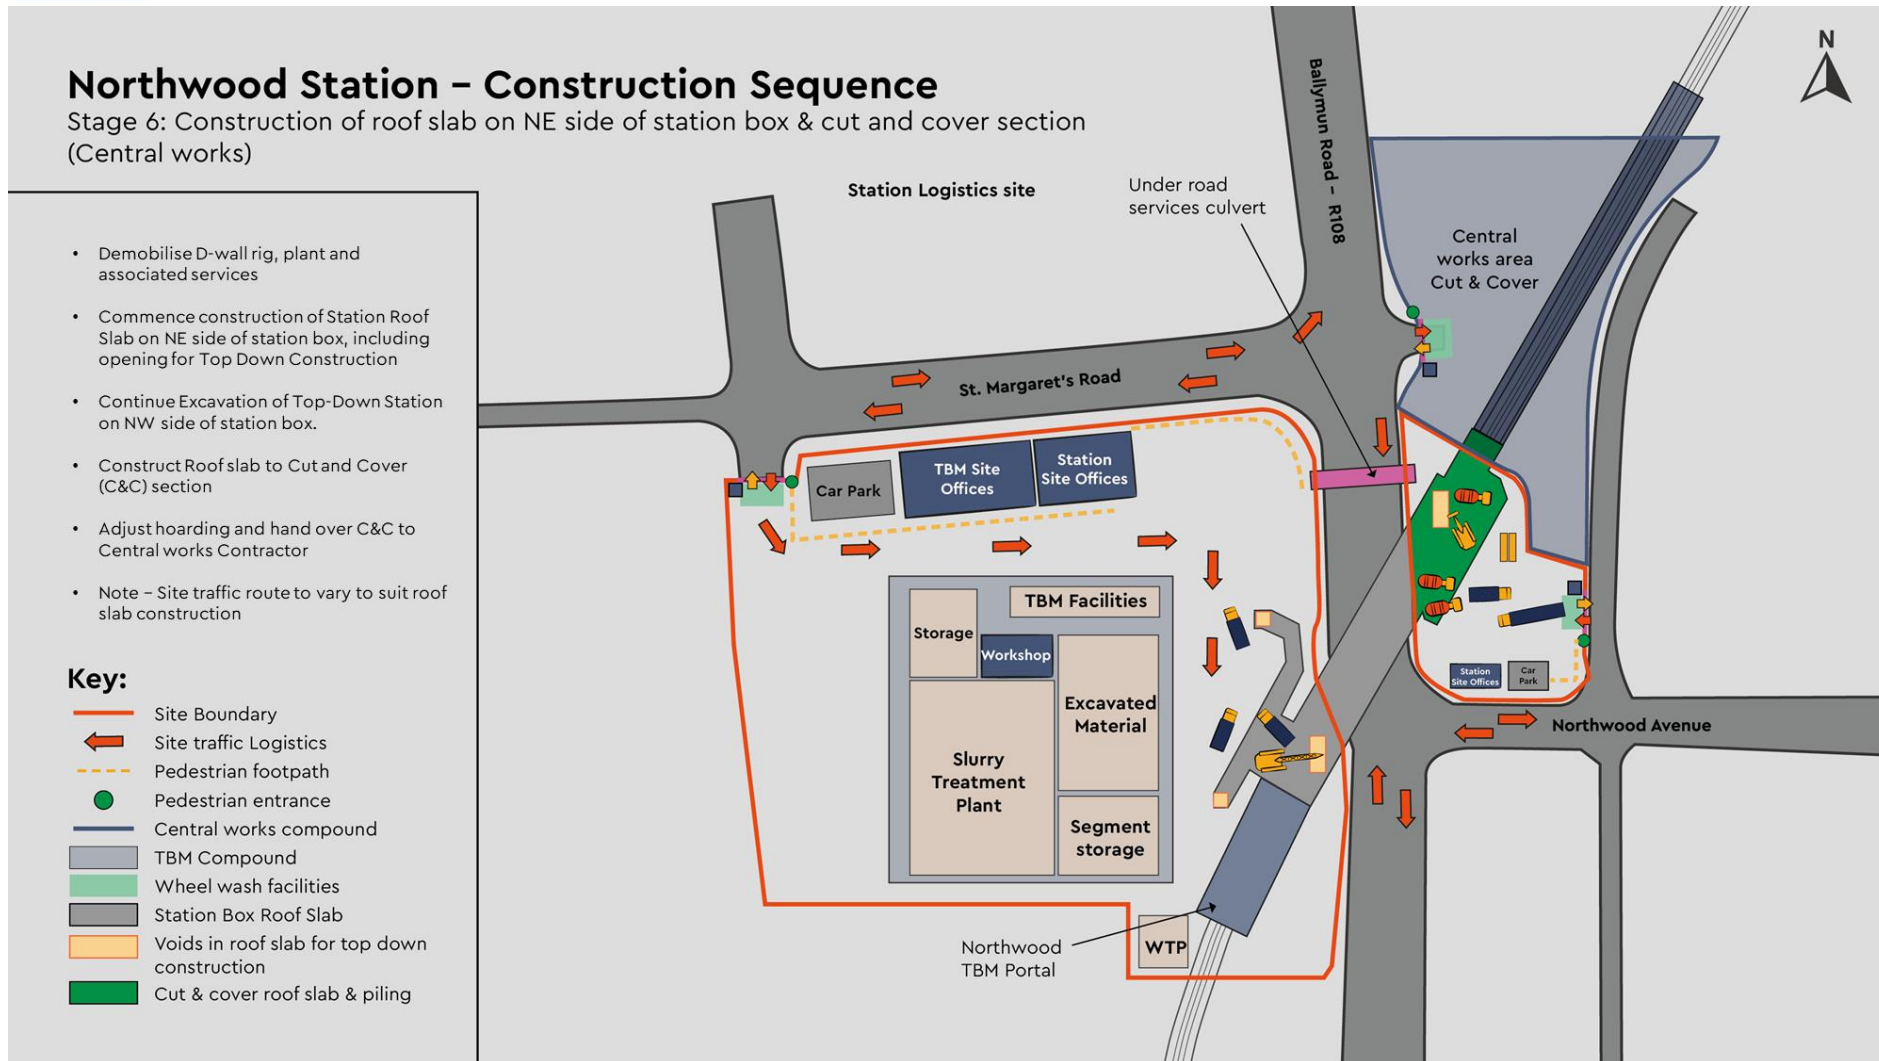 Northwood Station – Construction Sequence
Stage 6: Construction of roof slab on NE side of station box & cut and cover section
(Central works)
• Demobilise D-wall rig, plant and
associated services
• Commence construction of Station Roof
Slab on NE side of station box, including
opening for Top Down Construction
• Continue Excavation of Top-Down Station
on NW side of station box.
• Construct Roof slab to Cut and Cover
(C&C) section
• Adjust hoarding and hand over C&C to
Central works Contractor
• Note – Site traffic route to vary to suit roof
slab construction
Key:
Site Boundary
Site traffic Logistics
Pedestrian footpath
Pedestrian entrance
Central works compound
TBM Compound
Wheel wash facilities
Station Box Roof Slab
Voids in roof slab for top down
construction
Cut & cover roof slab & piling
Station Logistics site
Under road
services culvert
Ballymun Road – R108
N
Central
works area
Cut & Cover
St. Margaret's Road
Car Park
TBM Site
Offices
Station
Site Offices
TBM Facilities
Storage
Workshop
Excavated
Material
Slurry
Treatment
Plant
Segment
storage
Station
Site Offices
Car
Park
Northwood Avenue
Northwood
TBM Portal
WTP